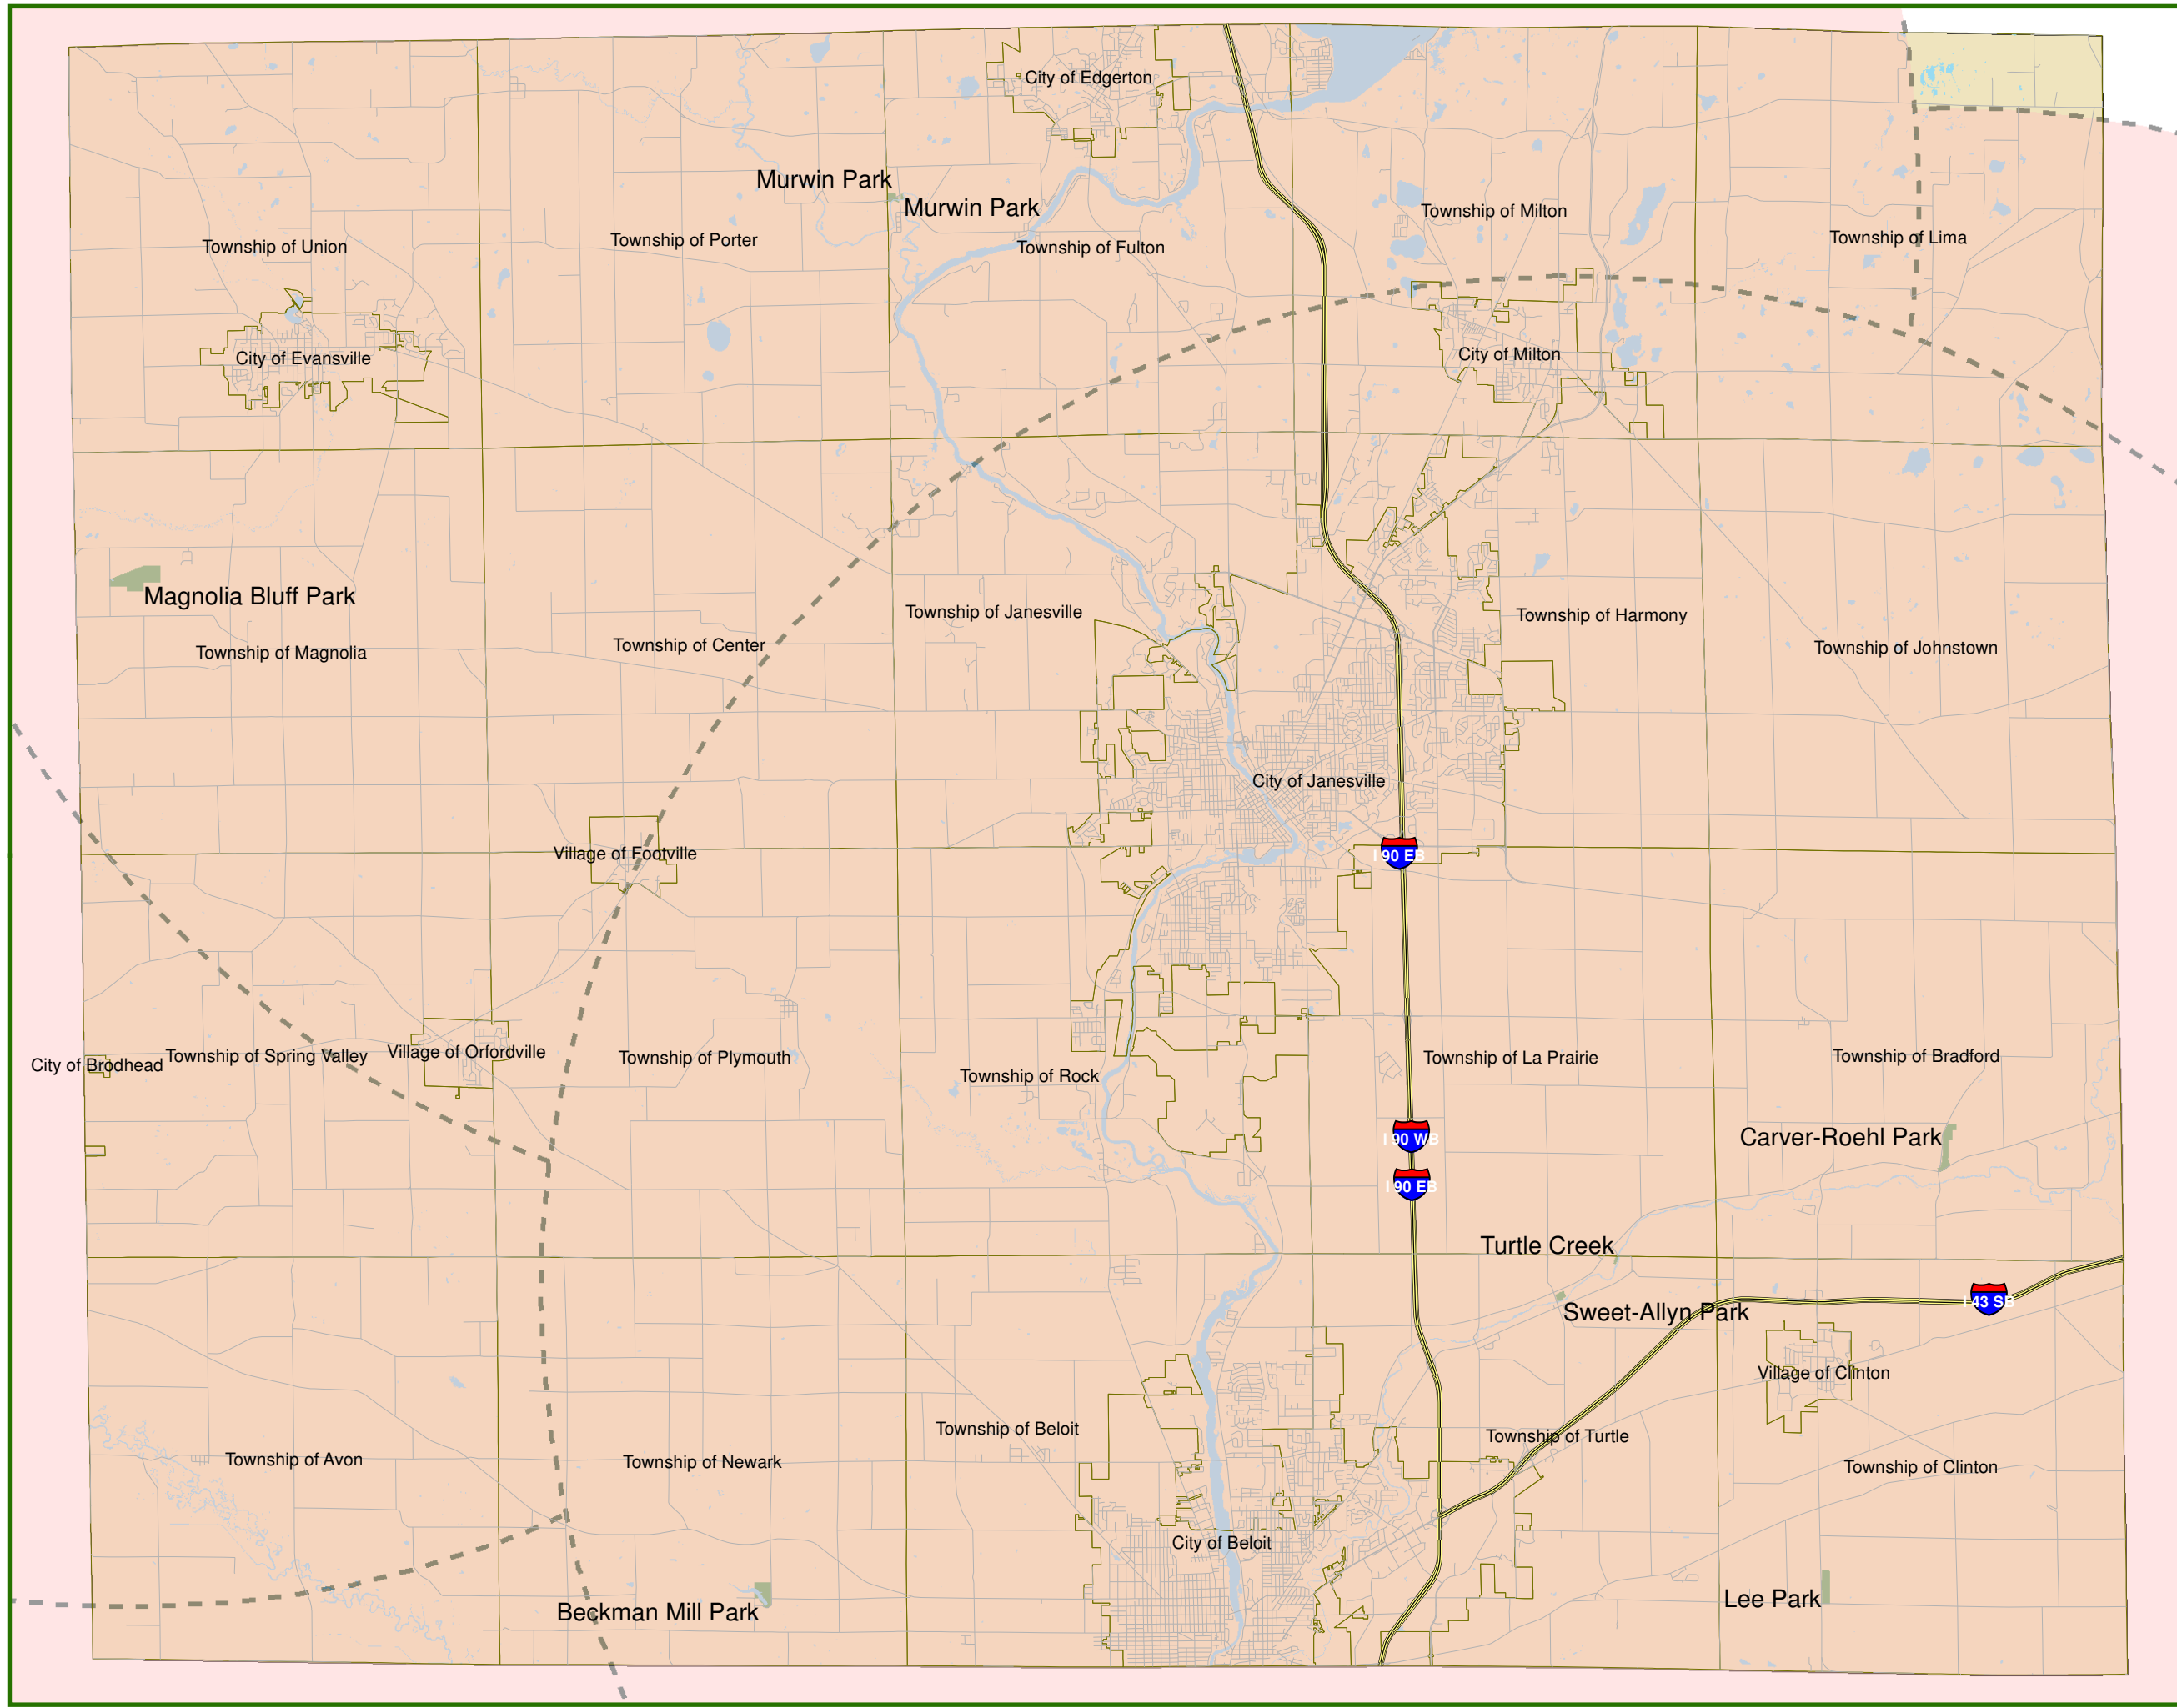 City of Edgerton
Murwin Park
Murwin Park
Township of Milton
Township of Union
Township of Porter
Township of Fulton
Township of Lima
City of Evansville
City of Milton
Magnolia Bluff Park
Township of Janesville
Township of Harmony
Township of Magnolia
Township of Center
Township of Johnstown
City of Janesville
Village of Footville
I 90 EB
City of Brodhead
Township of Spring Valley
Village of Orfordville
Township of Plymouth
Township of Rock
Township of La Prairie
Township of Bradford
Carver-Roehl Park
I 90 WB
I 90 EB
Turtle Creek
Sweet-Allyn Park
I 43 SB
Village of Clinton
Township of Beloit
Township of Turtle
Township of Avon
Township of Newark
Township of Clinton
City of Beloit
Beckman Mill Park
Lee Park